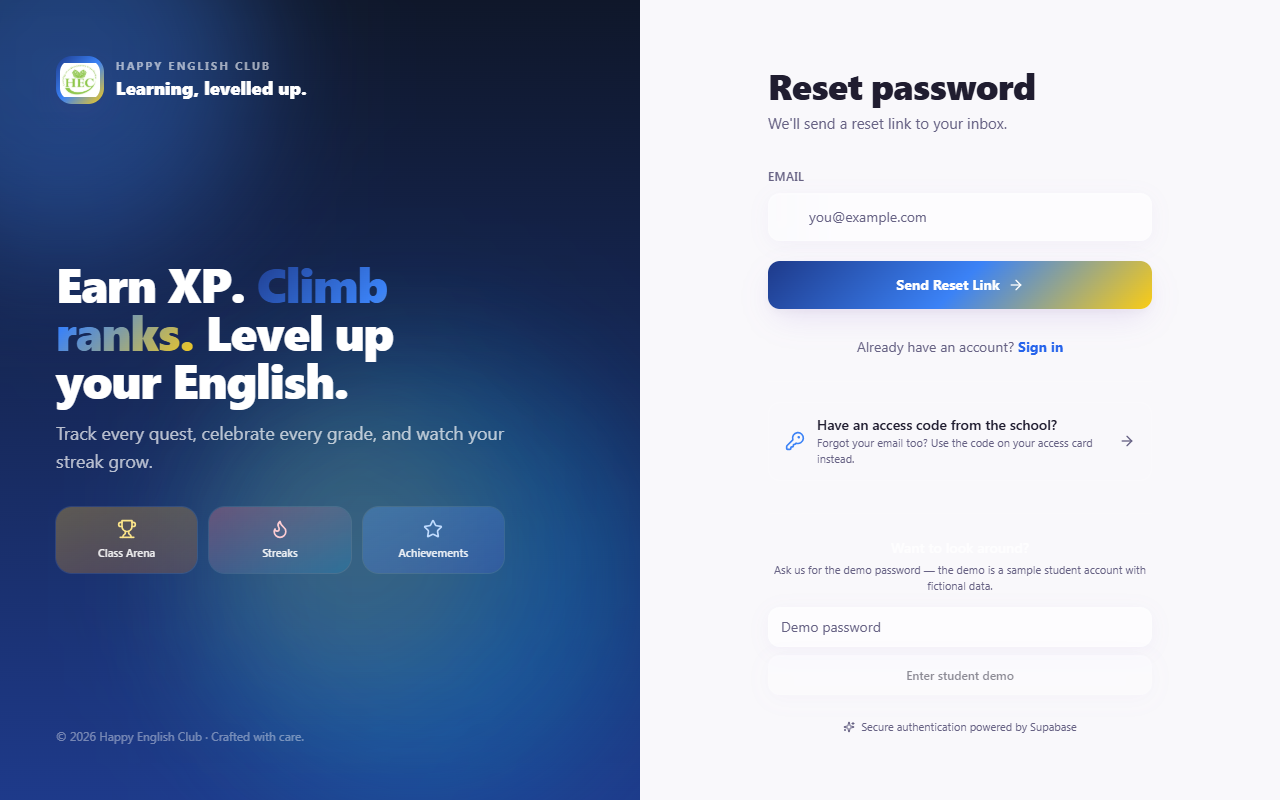 HEC
HAPPY ENGLISH CLUB
Learning, levelled up.
Earn XP. Climb
ranks. Level up
your English.
Track every quest, celebrate every grade, and watch your
streak grow.
Class Arena
Streaks
Achievements
© 2026 Happy English Club · Crafted with care.
Reset password
We'll send a reset link to your inbox.
EMAIL
you@example.com
Send Reset Link
Already have an account? Sign in
Have an access code from the school?
Forgot your email too? Use the code on your access card
instead.
Want to look around?
Ask us for the demo password — the demo is a sample student account with
fictional data.
Demo password
Enter student demo
Secure authentication powered by Supabase